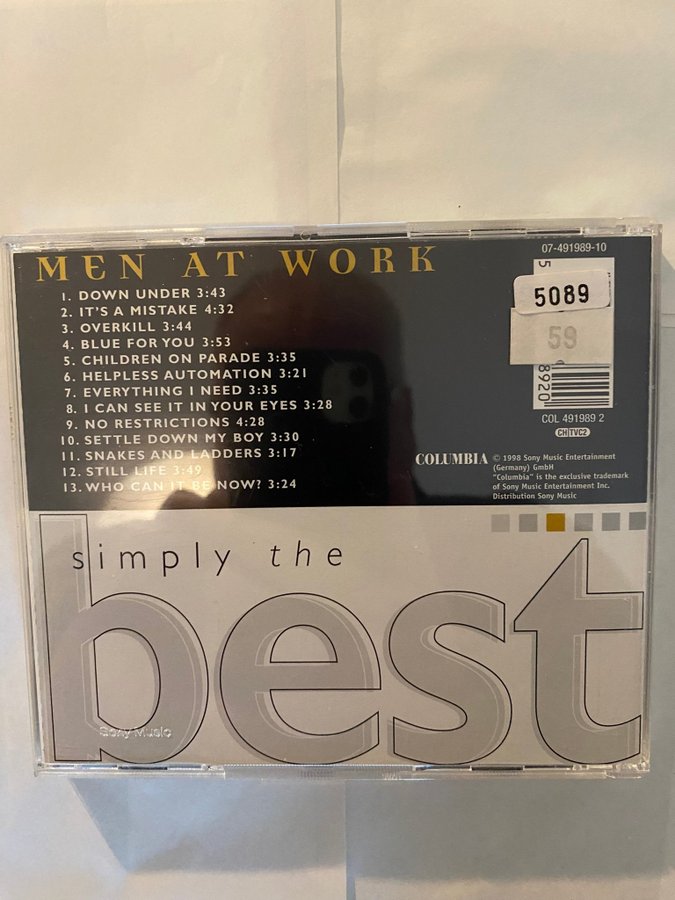 MEN AT WORK
1. DOWN UNDER 3:43
2. IT'S A MISTAKE 4:32
3. OVERKILL 3:44
4. BLUE FOR YOU 3:53
5. CHILDREN ON PARADE 3:35
6. HELPLESS AUTOMATION 3:21
7. EVERYTHING I NEED 3:35
8. I CAN SEE IT IN YOUR EYES 3:28
9. NO RESTRICTIONS 4:28
10. SETTLE DOWN MY BOY 3:30
11. SNAKES AND LADDERS 3:17
12. STILL LIFE 3:49
13. WHO CAN IT BE NOW? 3:24
07-491989-10
5
5089
59
8920
COL 491989 2
CH TVC2
COLUMBIA © 1998 Sony Music Entertainment
(Germany) GmbH
"Columbia" is the exclusive trademark
of Sony Music Entertainment Inc.
Distribution Sony Music
simply the
best
Sony Music